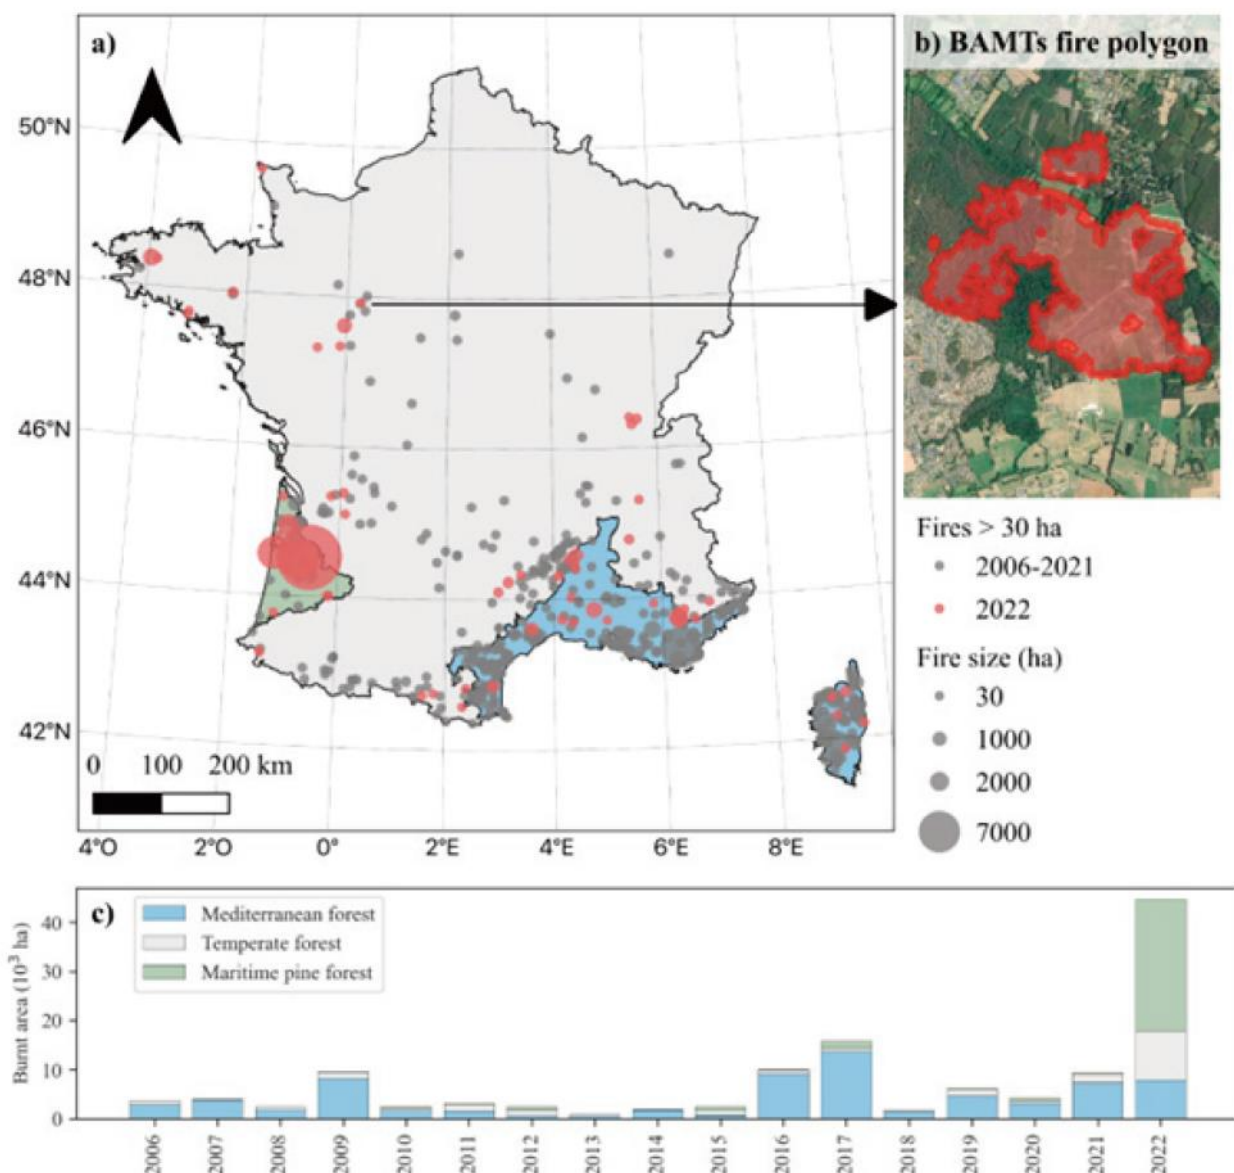 a)
50°N
48°N
46°N
44°N
42°N
0 100 200 km
4°O 2°O 0° 2°E 4°E 6°E 8°E
b) BAMTs fire polygon
Fires > 30 ha
2006-2021
2022
Fire size (ha)
30
1000
2000
7000
c)
Mediterranean forest
Temperate forest
Maritime pine forest
Burnt area (10³ ha)
40
30
20
10
0
2006 2007 2008 2009 2010 2011 2012 2013 2014 2015 2016 2017 2018 2019 2020 2021 2022